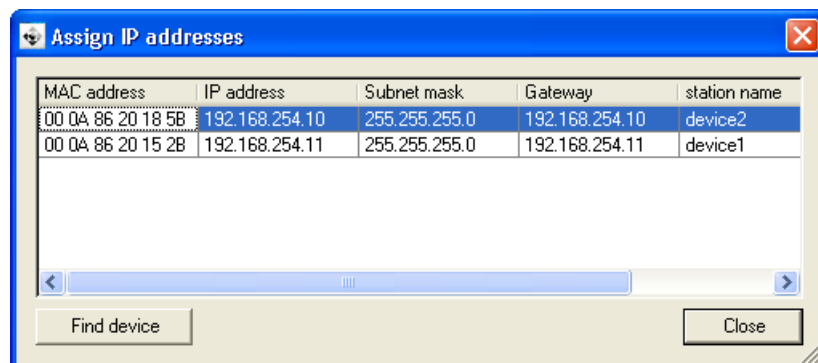 Assign IP addresses
MAC address IP address Subnet mask Gateway station name
00 0A 86 20 18 5B 192.168.254.10 255.255.255.0 192.168.254.10 device2
00 0A 86 20 15 2B 192.168.254.11 255.255.255.0 192.168.254.11 device1
Find device Close